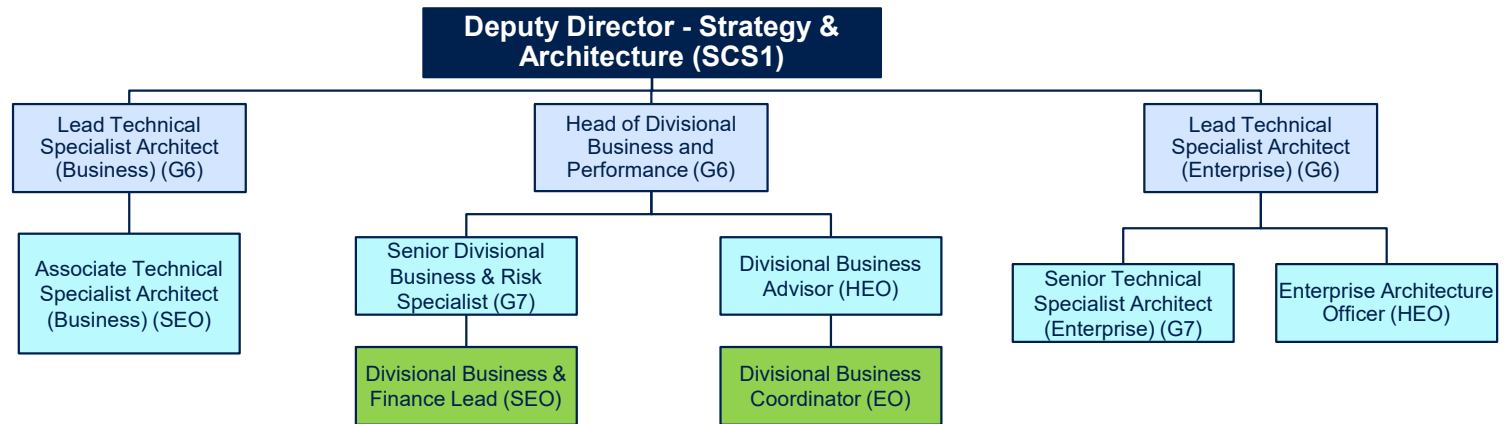 Deputy Director - Strategy &
Architecture (SCS1)
Lead Technical
Specialist Architect
(Business) (G6)
Head of Divisional
Business and
Performance (G6)
Lead Technical
Specialist Architect
(Enterprise) (G6)
Associate Technical
Specialist Architect
(Business) (SEO)
Senior Divisional
Business & Risk
Specialist (G7)
Divisional Business
Advisor (HEO)
Senior Technical
Specialist Architect
(Enterprise) (G7)
Enterprise Architecture
Officer (HEO)
Divisional Business &
Finance Lead (SEO)
Divisional Business
Coordinator (EO)